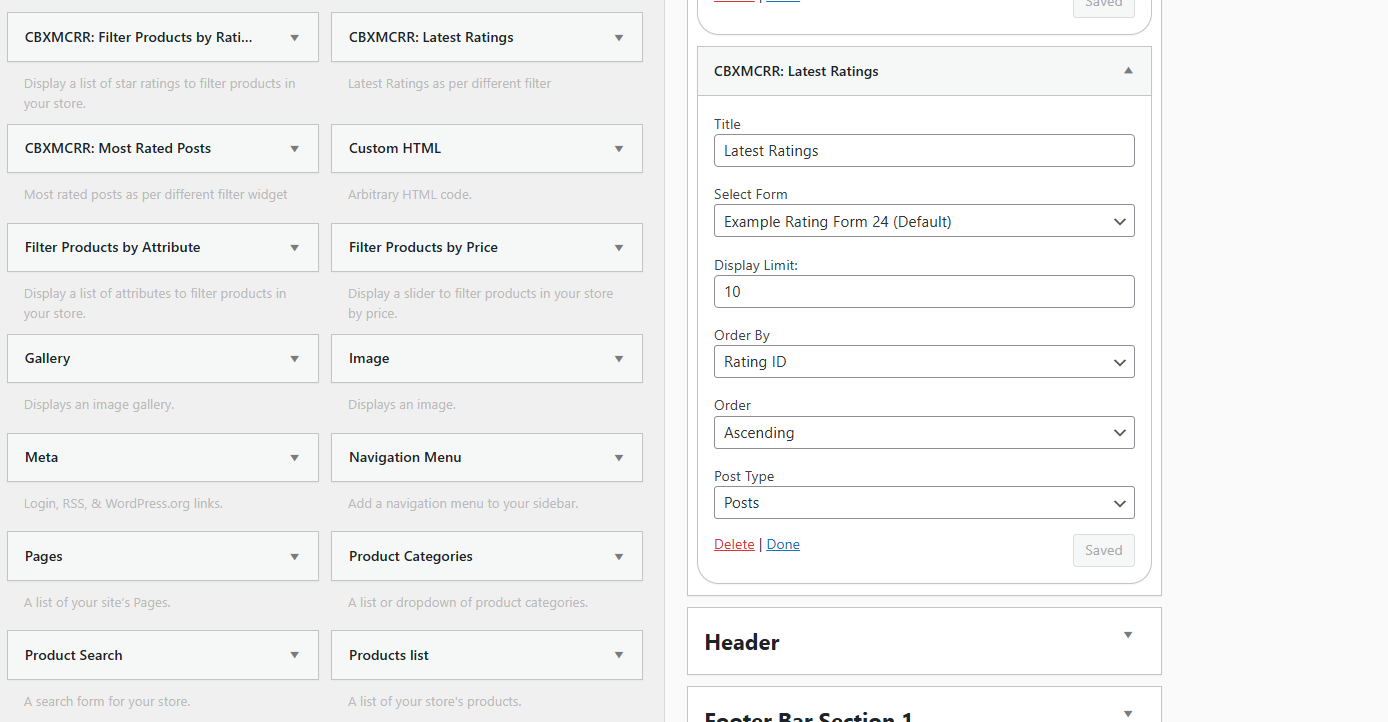 CBXMCRR: Filter Products by Rati...
CBXMCRR: Latest Ratings
Display a list of star ratings to filter products in
your store.
Latest Ratings as per different filter
CBXMCRR: Most Rated Posts
Custom HTML
Most rated posts as per different filter widget
Arbitrary HTML code.
Filter Products by Attribute
Filter Products by Price
Display a list of attributes to filter products in
your store.
Display a slider to filter products in your store
by price.
Gallery
Image
Displays an image gallery.
Displays an image.
Meta
Navigation Menu
Login, RSS, & WordPress.org links.
Add a navigation menu to your sidebar.
Pages
Product Categories
A list of your site's Pages.
A list or dropdown of product categories.
Product Search
Products list
A search form for your store.
A list of your store's products.
Saved
CBXMCRR: Latest Ratings
Title
Latest Ratings
Select Form
Example Rating Form 24 (Default)
Display Limit:
10
Order By
Rating ID
Order
Ascending
Post Type
Posts
Delete | Done
Saved
Header
Footer Bar Section 1